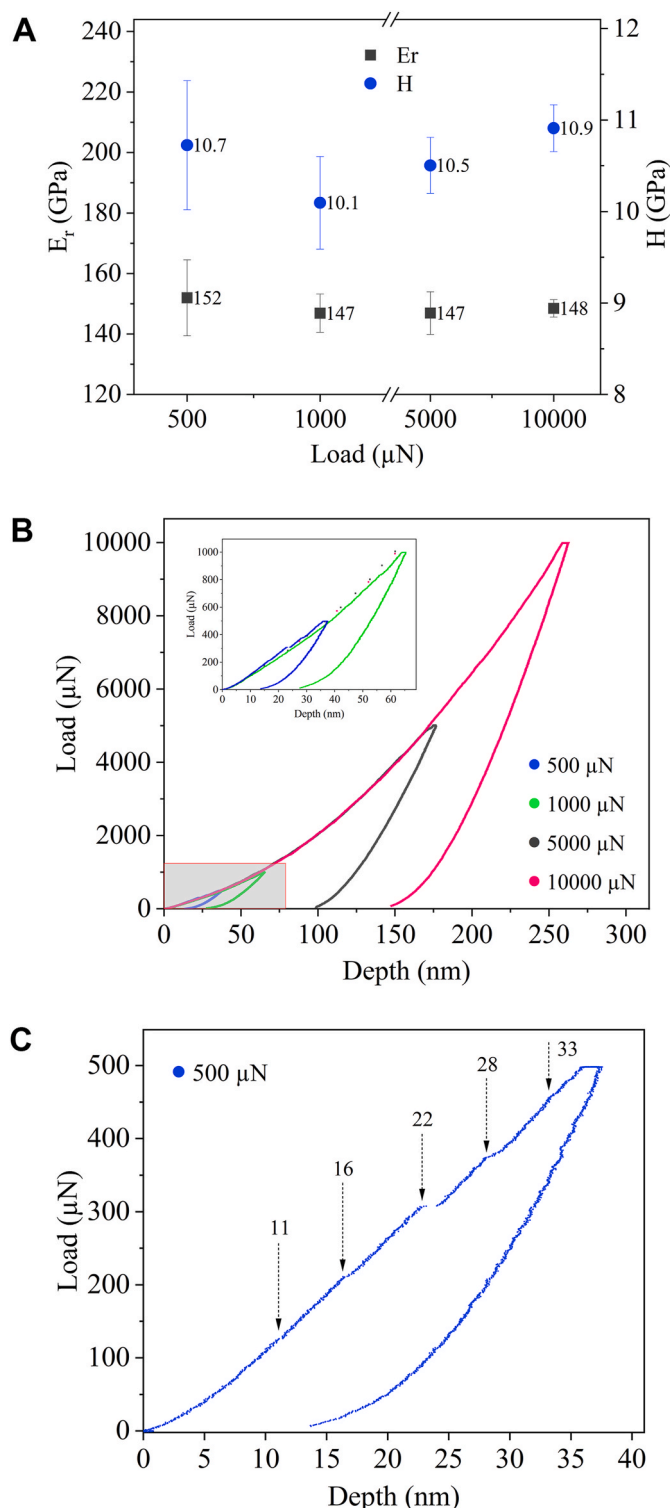 A
Er
H
240
220
200
180
160
140
120
12
11
10
9
8
10.7
10.1
10.5
10.9
152
147
147
148
500
1000
5000
10000
Er (GPa)
H (GPa)
Load (µN)
B
10000
8000
6000
4000
2000
0
Load (µN)
1000
800
600
400
200
0
Load (µN)
0 10 20 30 40 50 60
Depth (nm)
500 µN
1000 µN
5000 µN
10000 µN
0 50 100 150 200 250 300
Depth (nm)
C
500 µN
500
400
300
200
100
0
Load (µN)
11
16
22
28
33
0 5 10 15 20 25 30 35 40
Depth (nm)